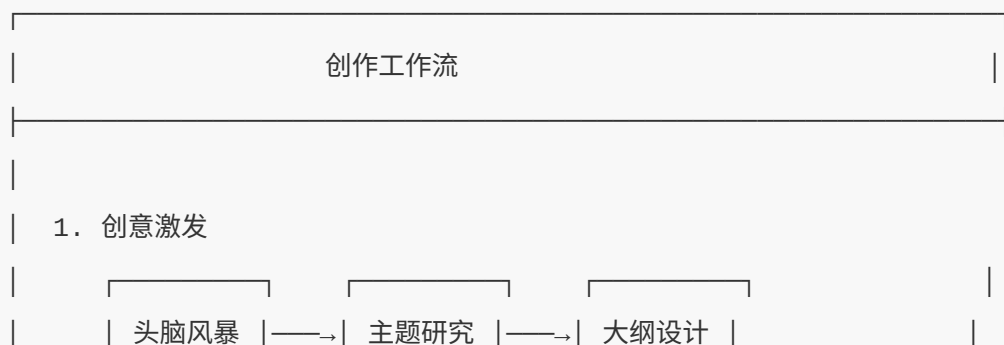 创作工作流
1. 创意激发
头脑风暴 → 主题研究 → 大纲设计